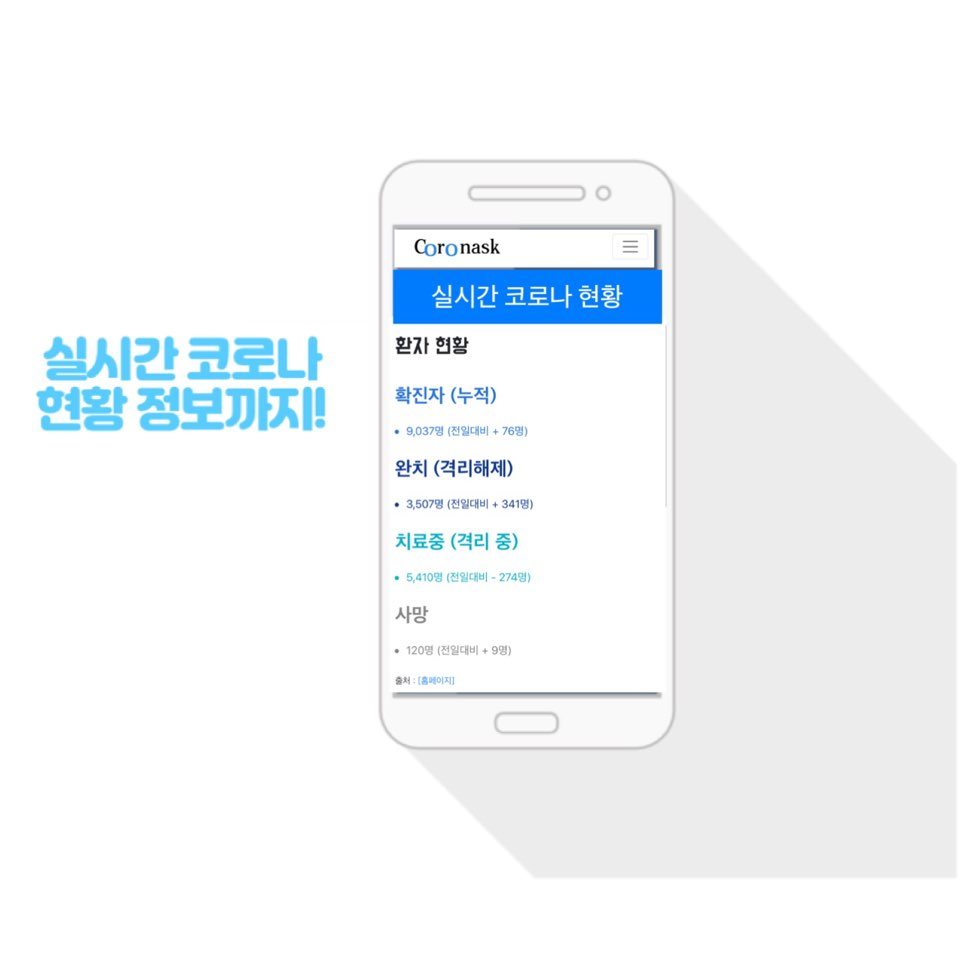 실시간 코로나
현황 정보까지!
Coronask
실시간 코로나 현황
환자 현황
확진자 (누적)
• 9,037명 (전일대비 + 76명)
완치 (격리해제)
• 3,507명 (전일대비 + 341명)
치료중 (격리 중)
• 5,410명 (전일대비 - 274명)
사망
• 120명 (전일대비 + 9명)
출처 : [홈페이지]